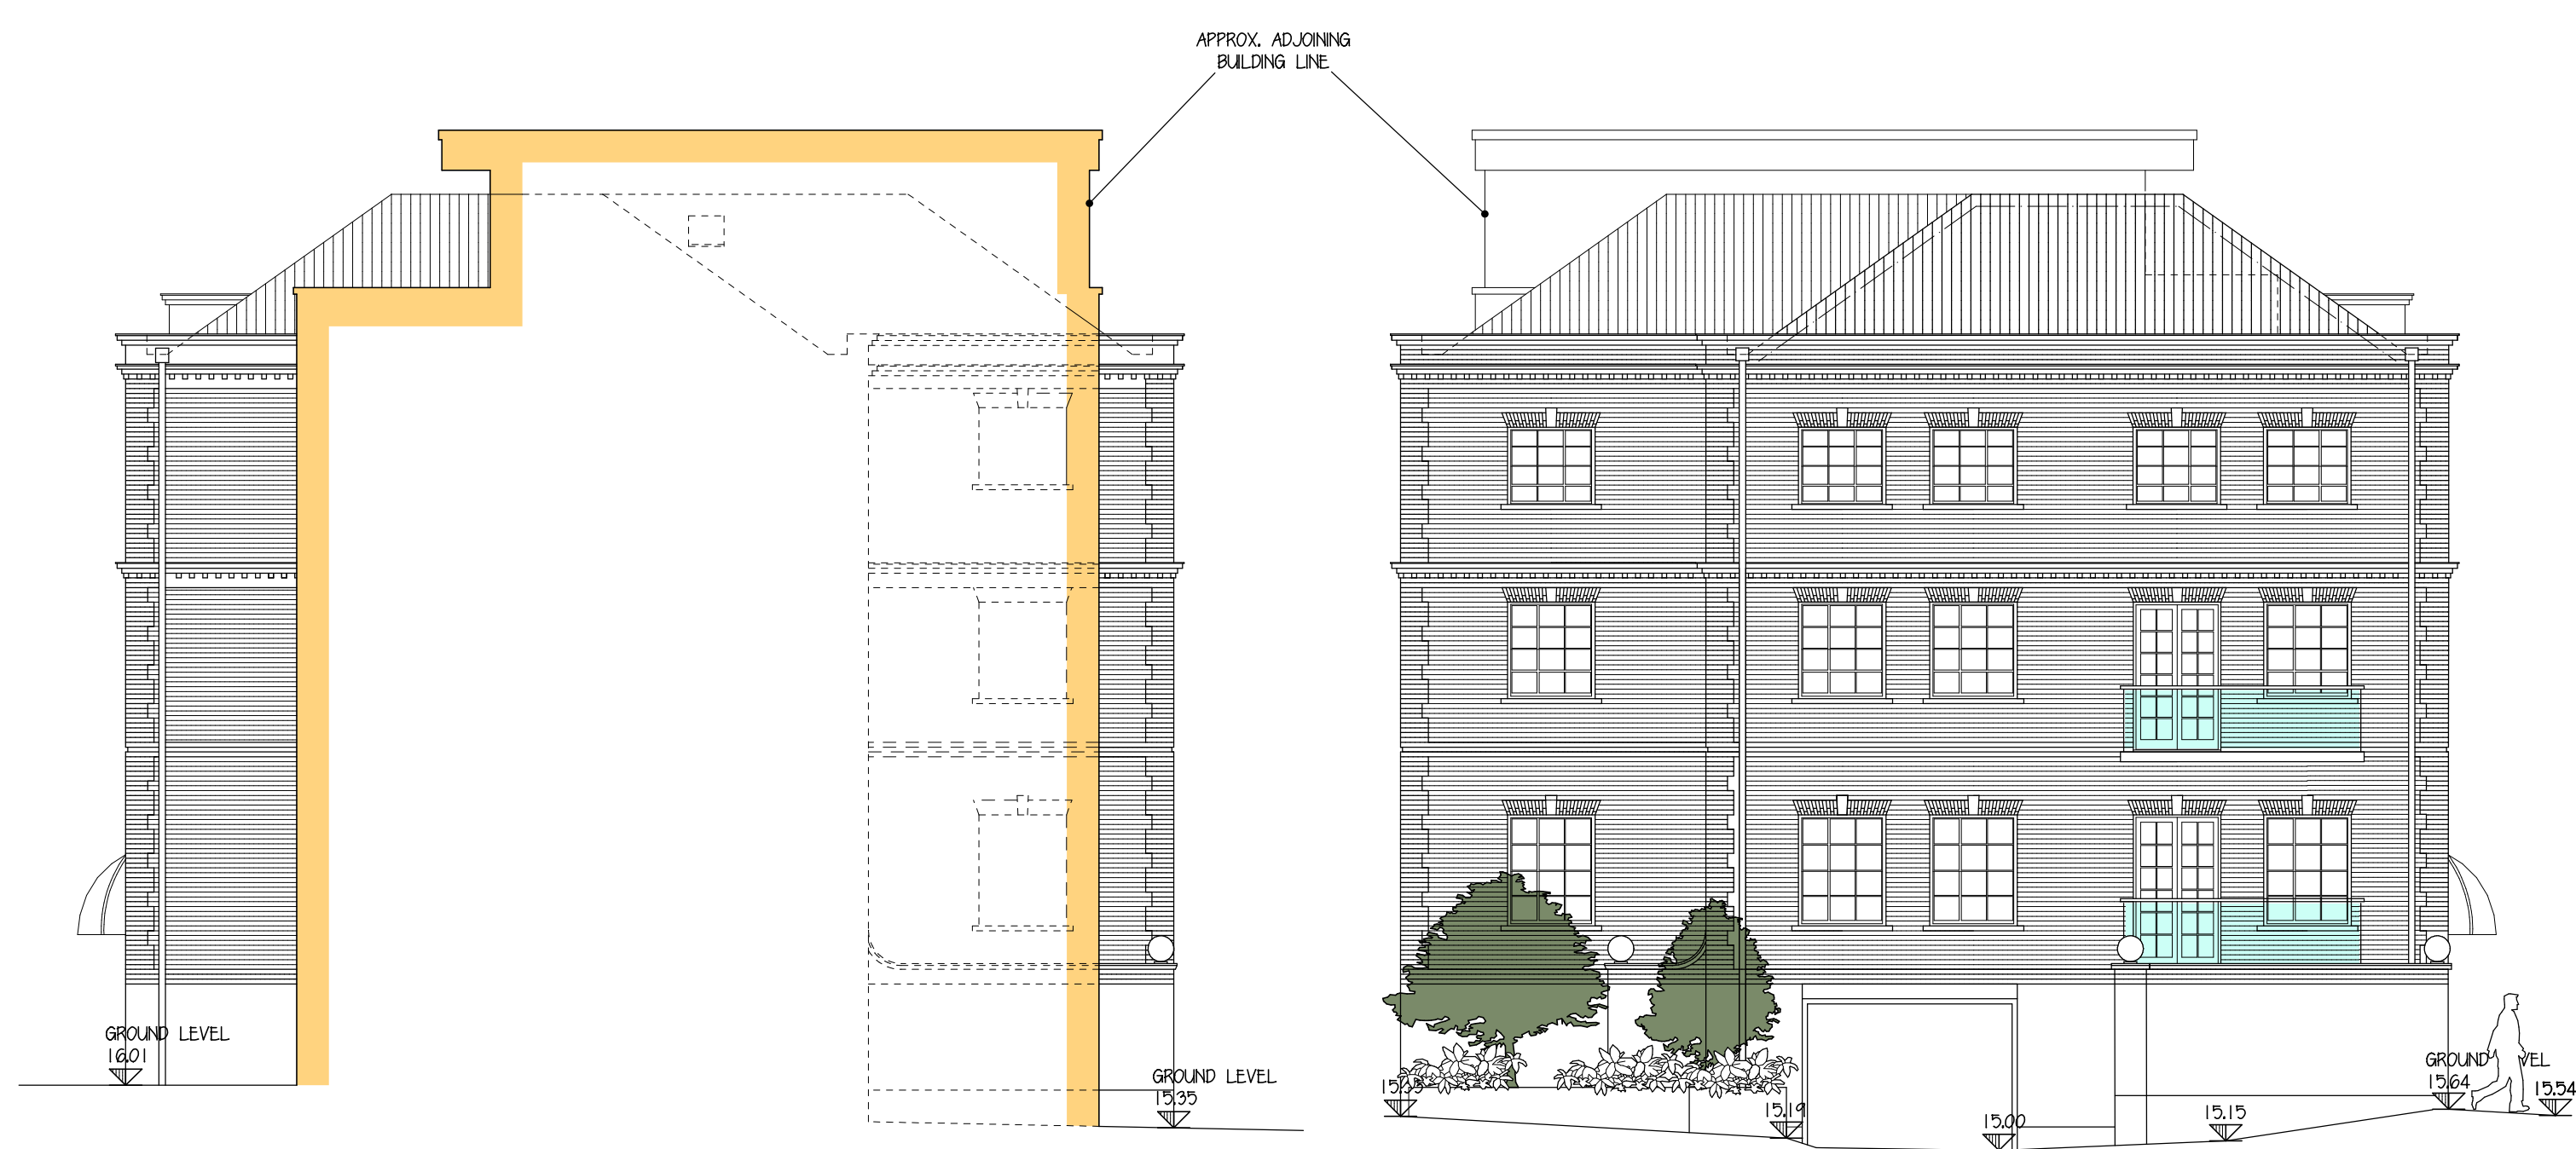 APPROX. ADJOINING
BUILDING LINE
GROUND LEVEL
16.01
GROUND LEVEL
15.35
15.19
15.00
15.15
GROUND VEL
15.64
15.54